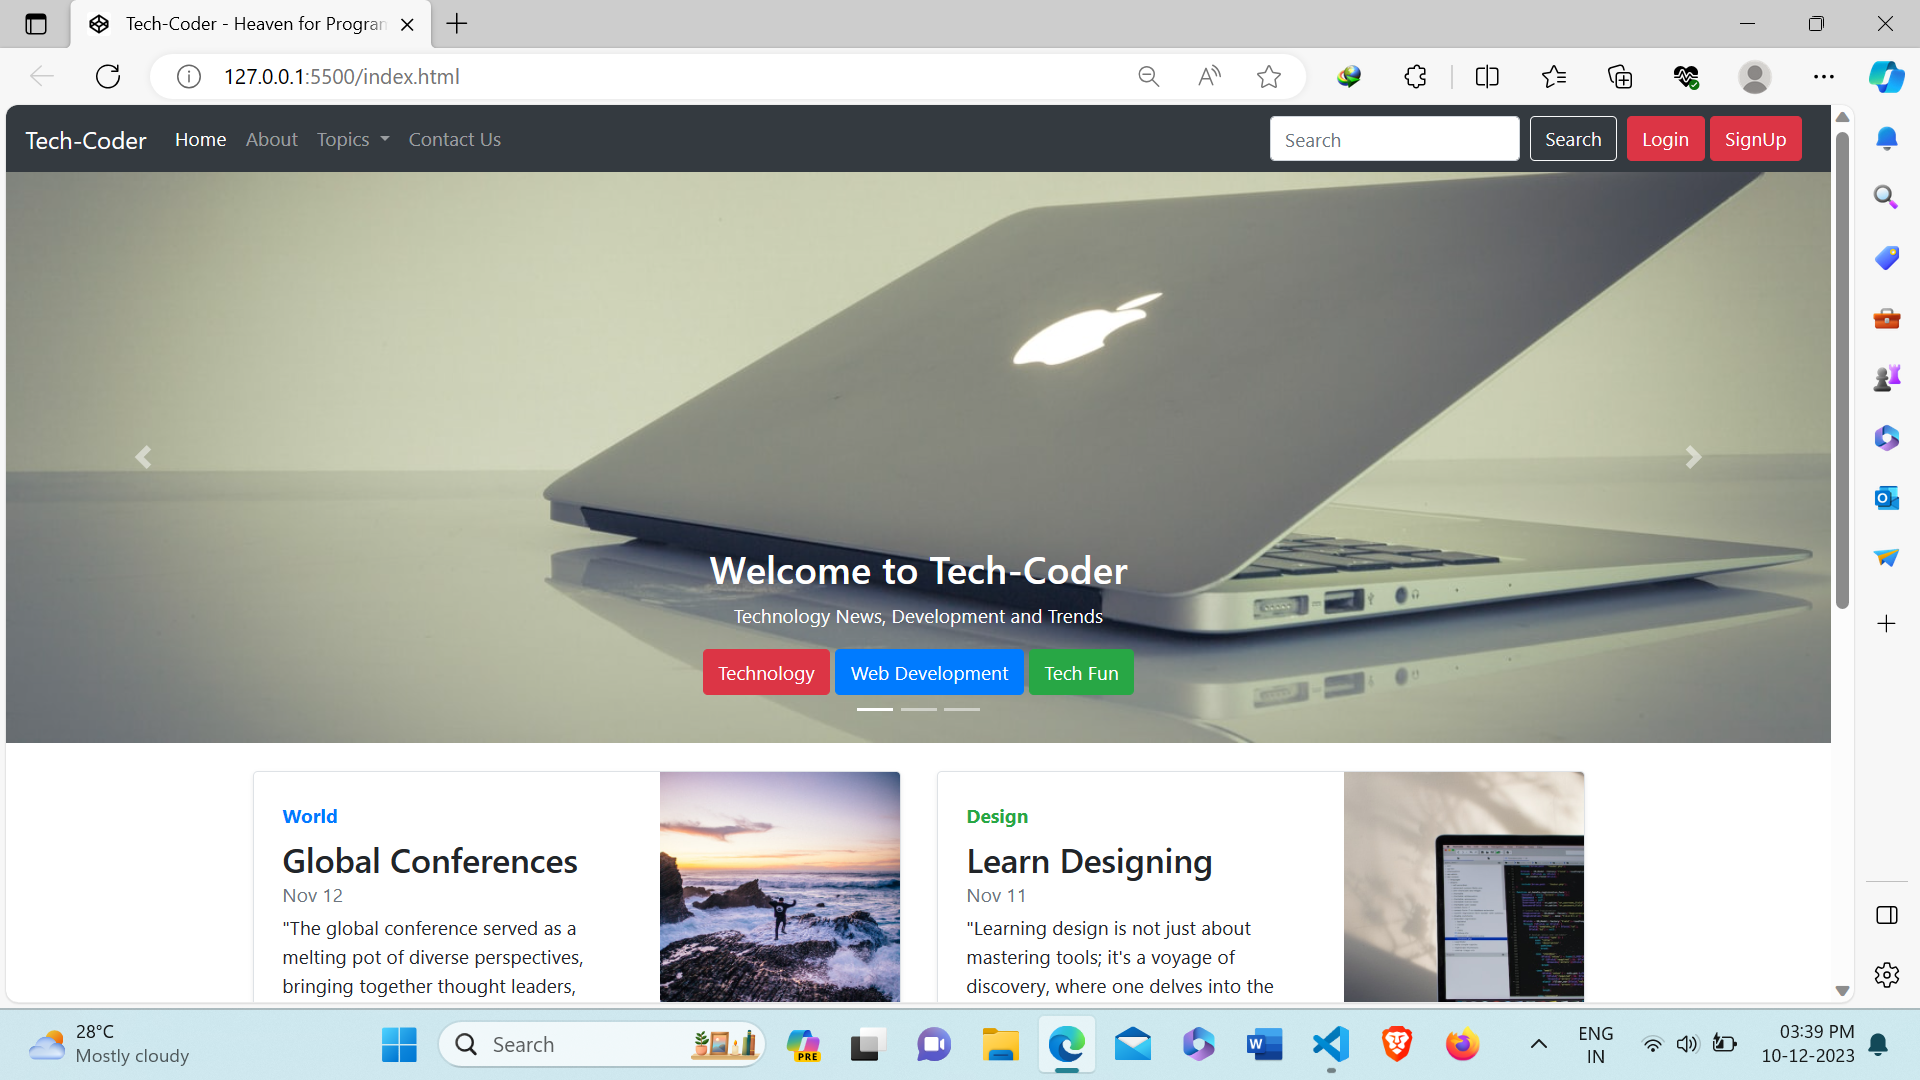 Tech-Coder - Heaven for Program
127.0.0.1:5500/index.html
Tech-Coder Home About Topics Contact Us Search Search Login SignUp
Welcome to Tech-Coder
Technology News, Development and Trends
Technology Web Development Tech Fun
World
Global Conferences
Nov 12
"The global conference served as a
melting pot of diverse perspectives,
bringing together thought leaders,
Design
Learn Designing
Nov 11
"Learning design is not just about
mastering tools; it's a voyage of
discovery, where one delves into the
28°C
Mostly cloudy
Search
PRE
ENG
IN
03:39 PM
10-12-2023